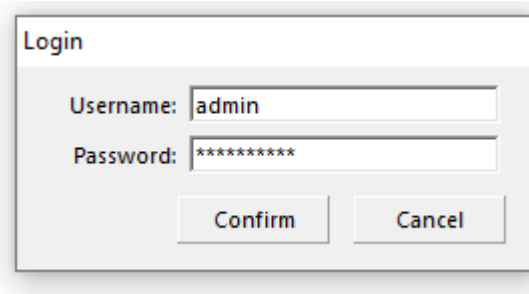 Login
Username: admin
Password: **********
Confirm Cancel